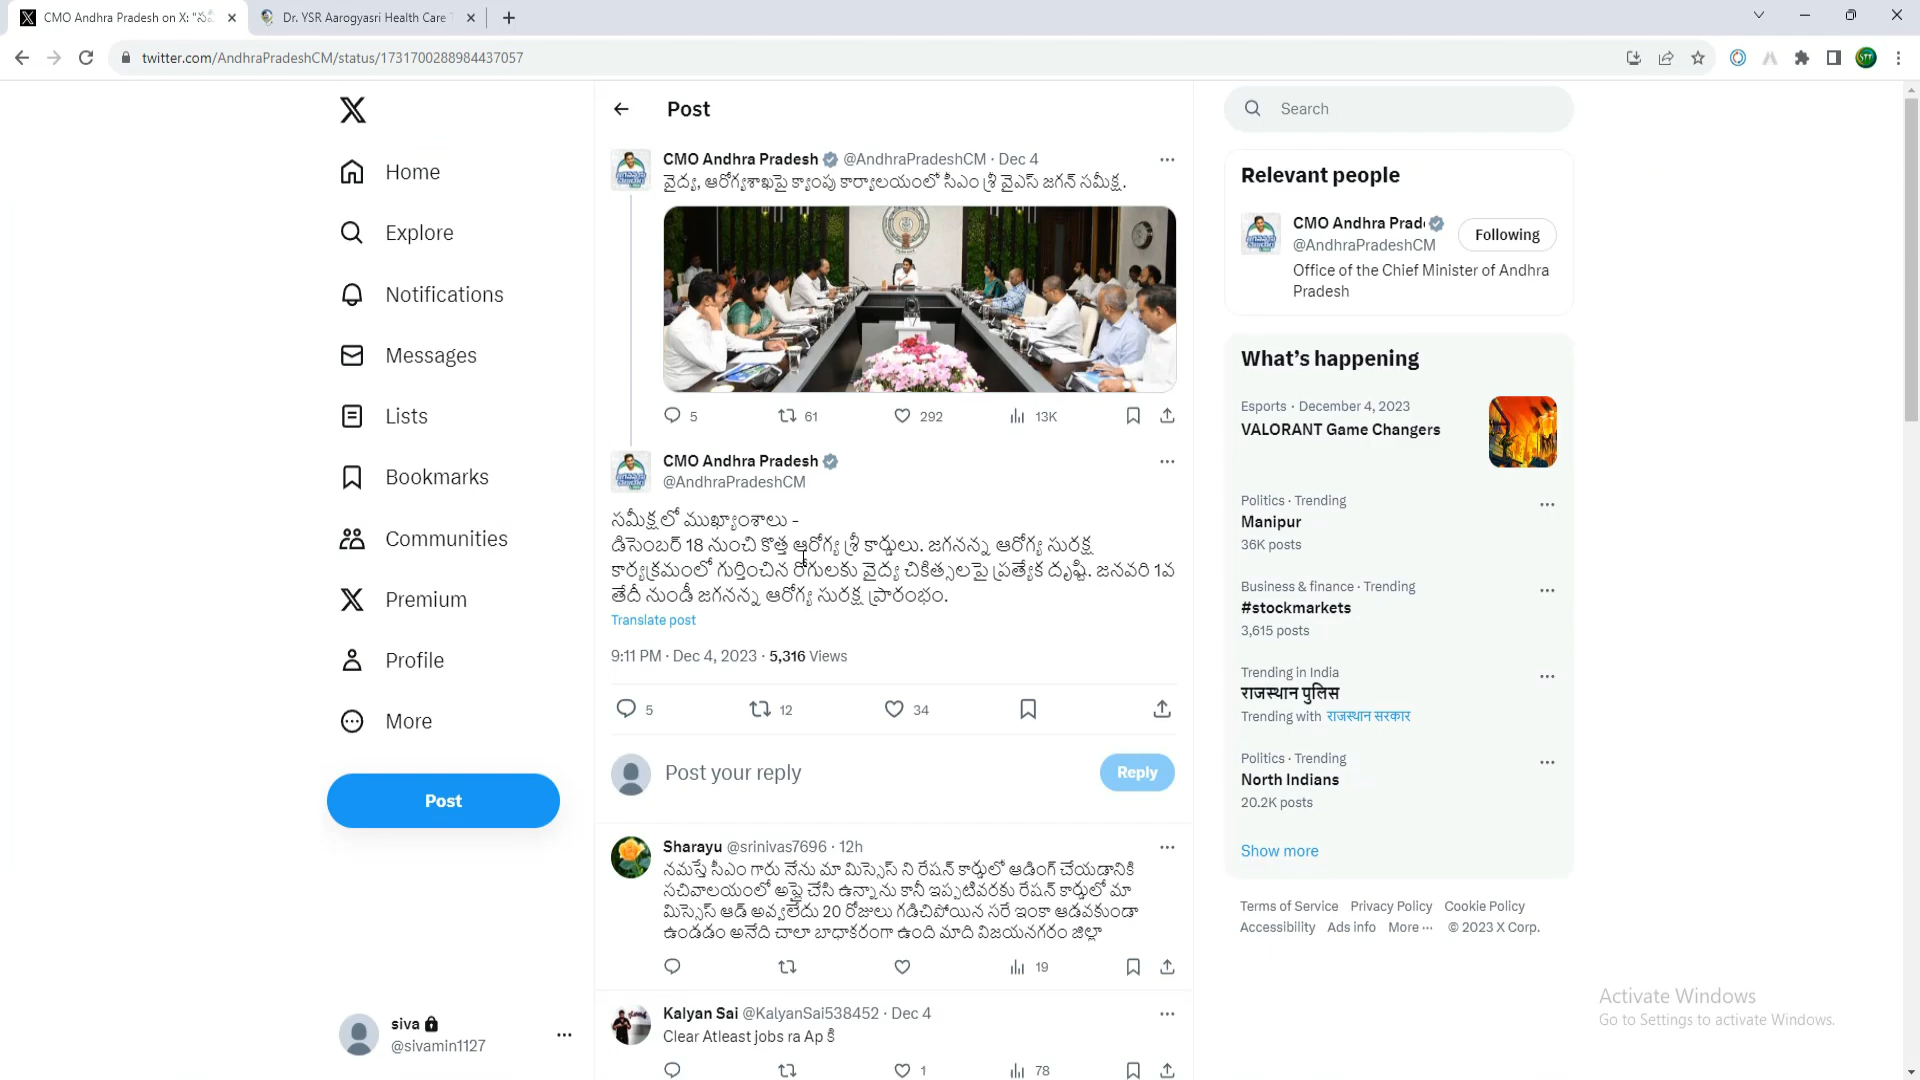 CMO Andhra Pradesh on X: "సమీ
Dr. YSR Aarogyasri Health Care T
twitter.com/AndhraPradeshCM/status/1731700288984437057
Home
Explore
Notifications
Messages
Lists
Bookmarks
Communities
Premium
Profile
More
Post
siva
@sivamin1127
Post
CMO Andhra Pradesh @AndhraPradeshCM · Dec 4
వైద్య, ఆరోగ్యశాఖపై క్యాంపు కార్యాలయంలో సీఎం శ్రీ వైఎస్ జగన్ సమీక్ష.
5 61 292 13K
CMO Andhra Pradesh
@AndhraPradeshCM
సమీక్షలో ముఖ్యాంశాలు -
డిసెంబర్ 18 నుంచి కొత్త ఆరోగ్య శ్రీ కార్డులు. జగనన్న ఆరోగ్య సురక్ష
కార్యక్రమంలో గుర్తించిన రోగులకు వైద్య చికిత్సలపై ప్రత్యేక దృష్టి. జనవరి 1వ
తేదీ నుండీ జగనన్న ఆరోగ్య సురక్ష ప్రారంభం.
Translate post
9:11 PM · Dec 4, 2023 · 5,316 Views
5 12 34
Post your reply
Reply
Sharayu @srinivas7696 · 12h
నమస్తే సీఎం గారు నేను మా మిస్సెస్ ని రేషన్ కార్డులో ఆడింగ్ చేయడానికి
సచివాలయంలో అప్లై చేసి ఉన్నాను కానీ ఇప్పటివరకు రేషన్ కార్డులో మా
మిస్సెస్ ఆడ్ అవ్వలేదు 20 రోజులు గడిచిపోయిన సరే ఇంకా ఆడవకుండా
ఉండడం అనేది చాలా బాధాకరంగా ఉంది మాది విజయనగరం జిల్లా
19
Kalyan Sai @KalyanSai538452 · Dec 4
Clear Atleast jobs ra Ap కి
1 78
Search
Relevant people
CMO Andhra Prade
@AndhraPradeshCM
Following
Office of the Chief Minister of Andhra
Pradesh
What's happening
Esports · December 4, 2023
VALORANT Game Changers
Politics · Trending
Manipur
36K posts
Business & finance · Trending
#stockmarkets
3,615 posts
Trending in India
राजस्थान पुलिस
Trending with राजस्थान सरकार
Politics · Trending
North Indians
20.2K posts
Show more
Terms of Service Privacy Policy Cookie Policy
Accessibility Ads info More ··· © 2023 X Corp.
Activate Windows
Go to Settings to activate Windows.